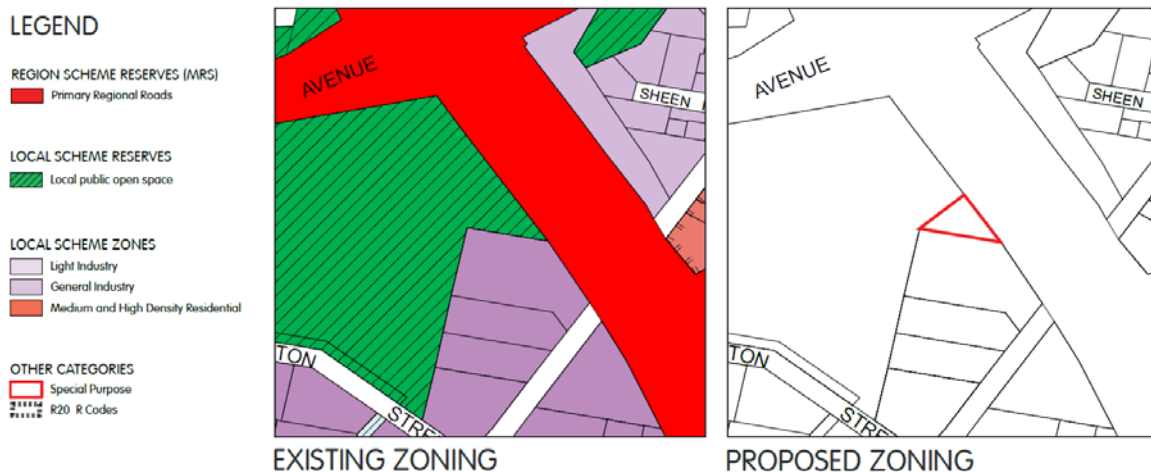 LEGEND
REGION SCHEME RESERVES (MRS)
Primary Regional Roads
LOCAL SCHEME RESERVES
Local public open space
LOCAL SCHEME ZONES
Light Industry
General Industry
Medium and High Density Residential
OTHER CATEGORIES
Special Purpose
R20 R Codes
AVENUE
SHEEN
TON
STRE
EXISTING ZONING
AVENUE
SHEEN
TON
STRE
PROPOSED ZONING